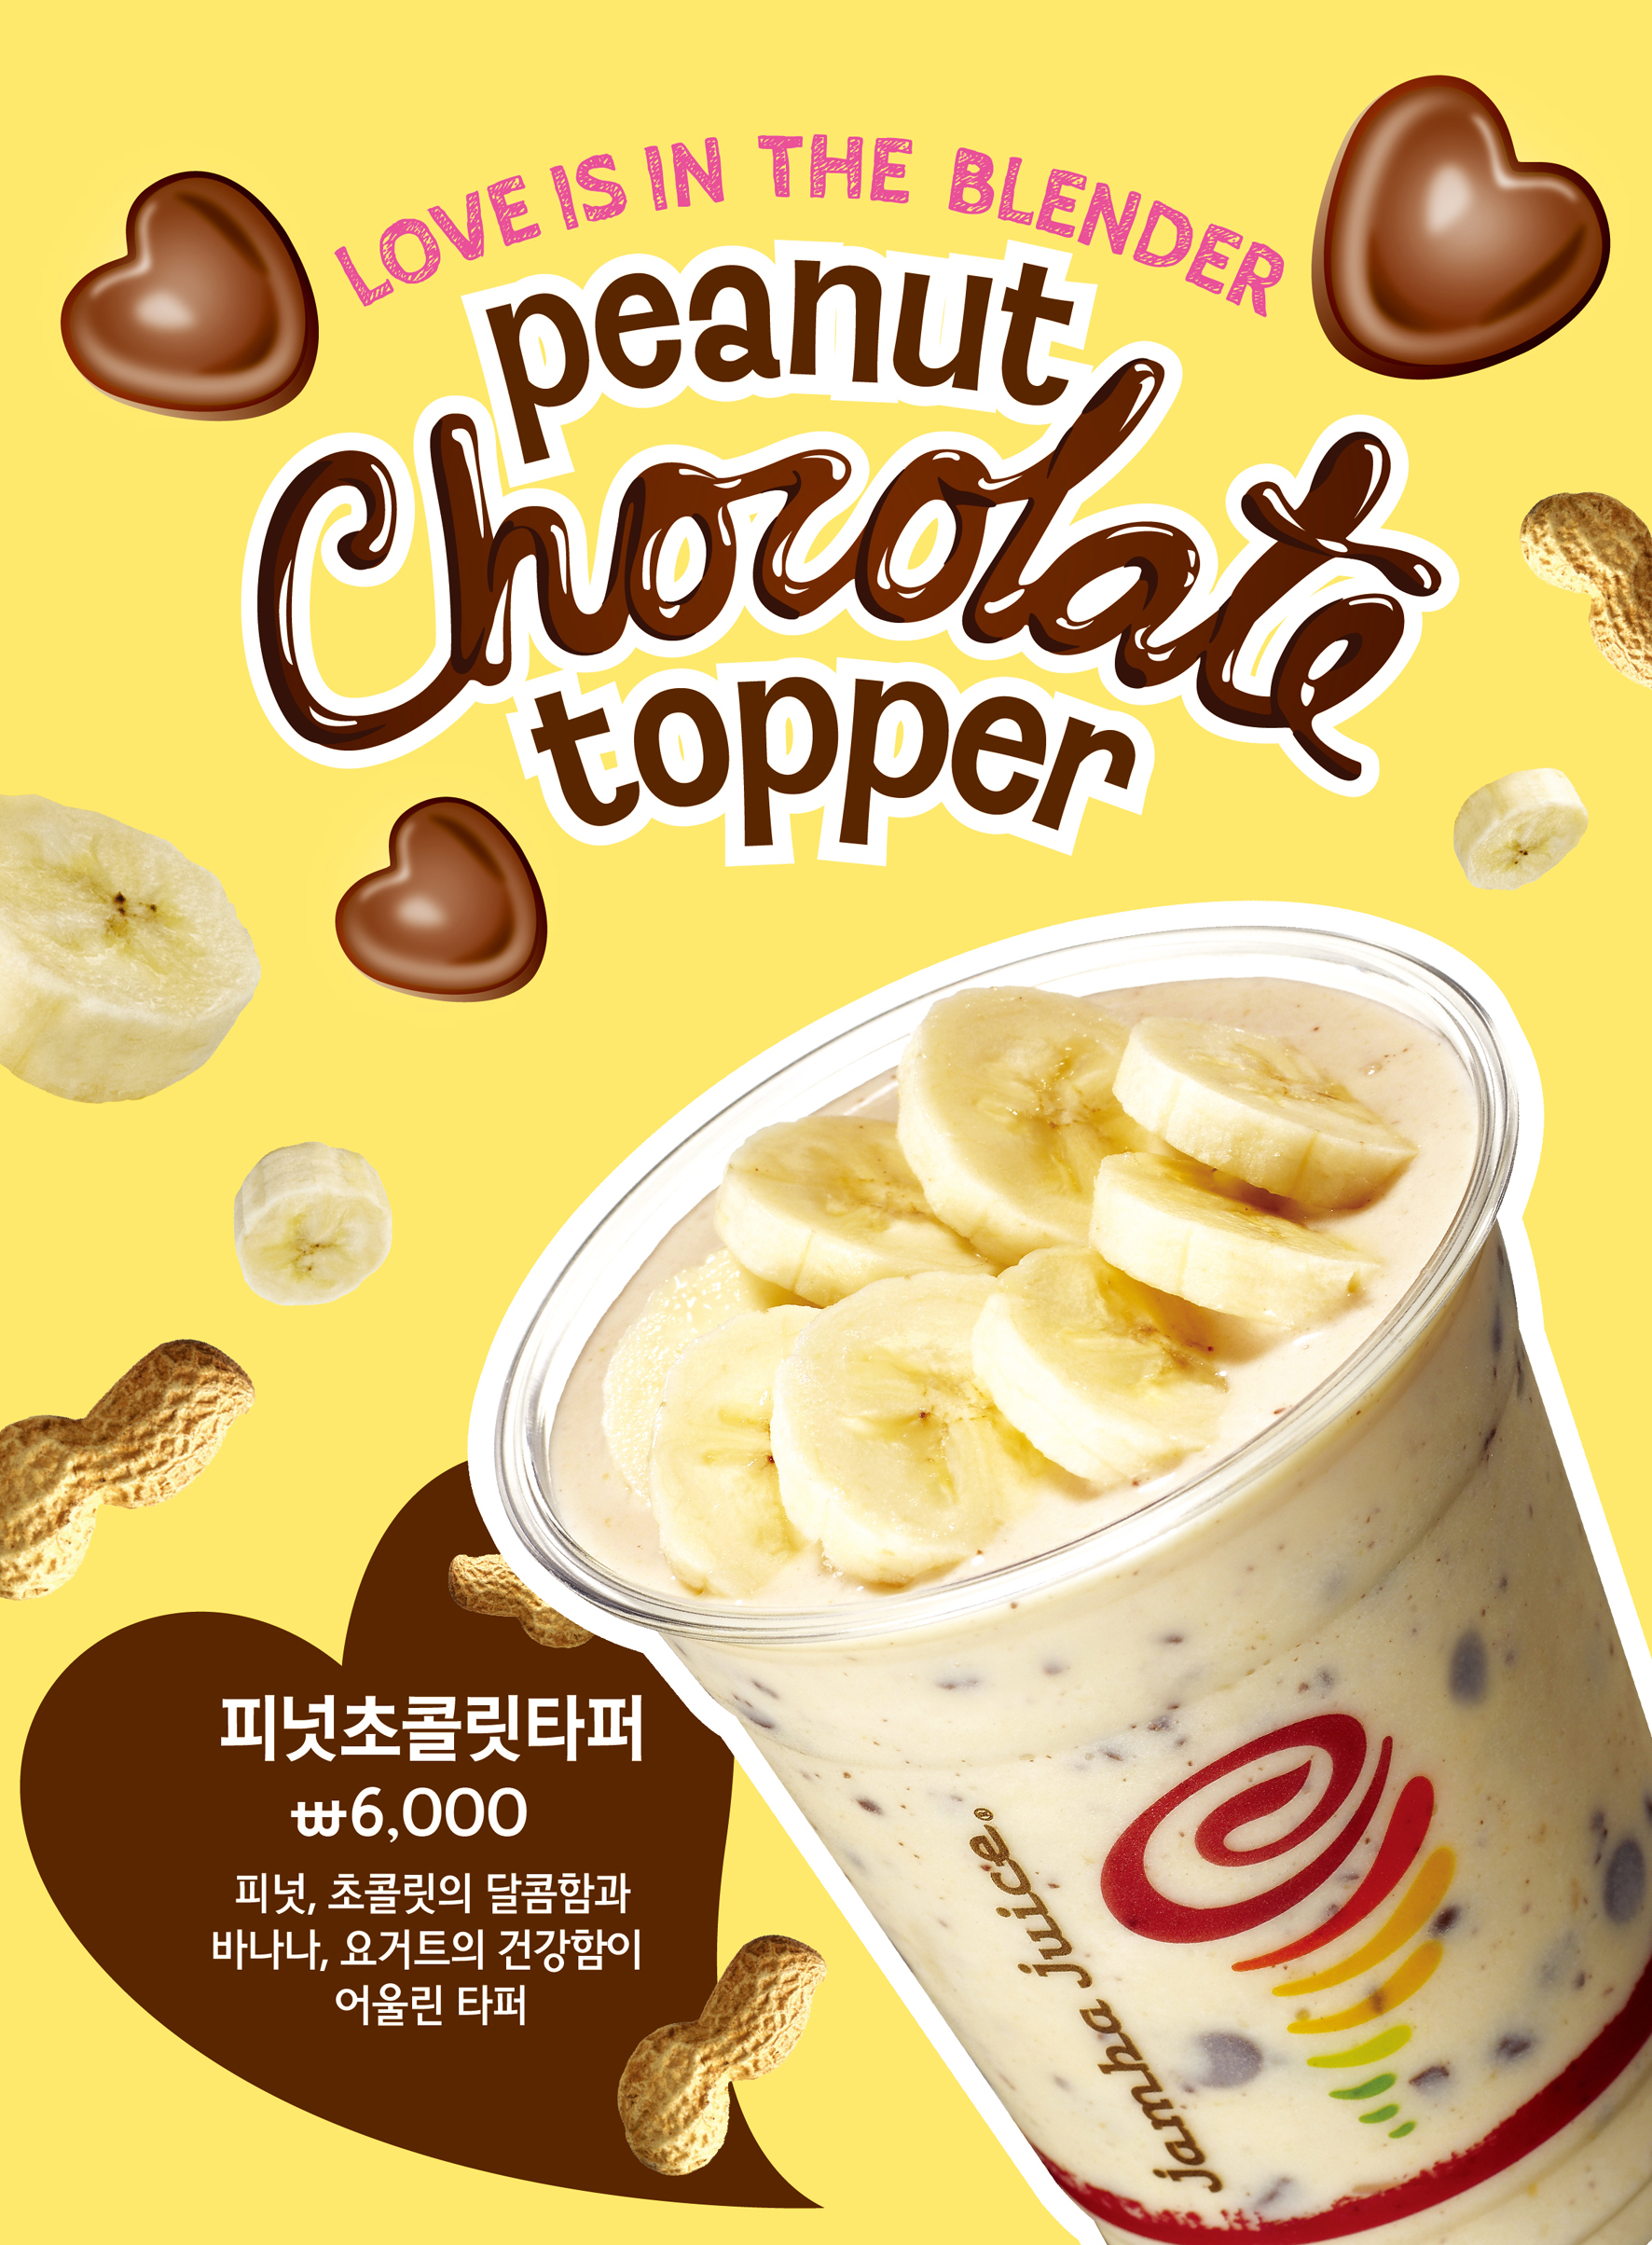 LOVE IS IN THE BLENDER
peanut
Chocolate
topper
피넛초콜릿타퍼
₩6,000
피넛, 초콜릿의 달콤함과
바나나, 요거트의 건강함이
어울린 타퍼
jamba juice®